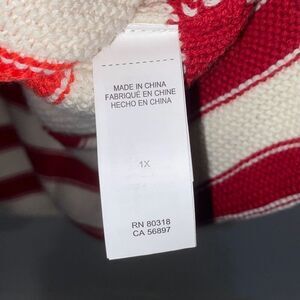 MADE IN CHINA
FABRIQUÉ EN CHINE
HECHO EN CHINA
1X
RN 80318
CA 56897